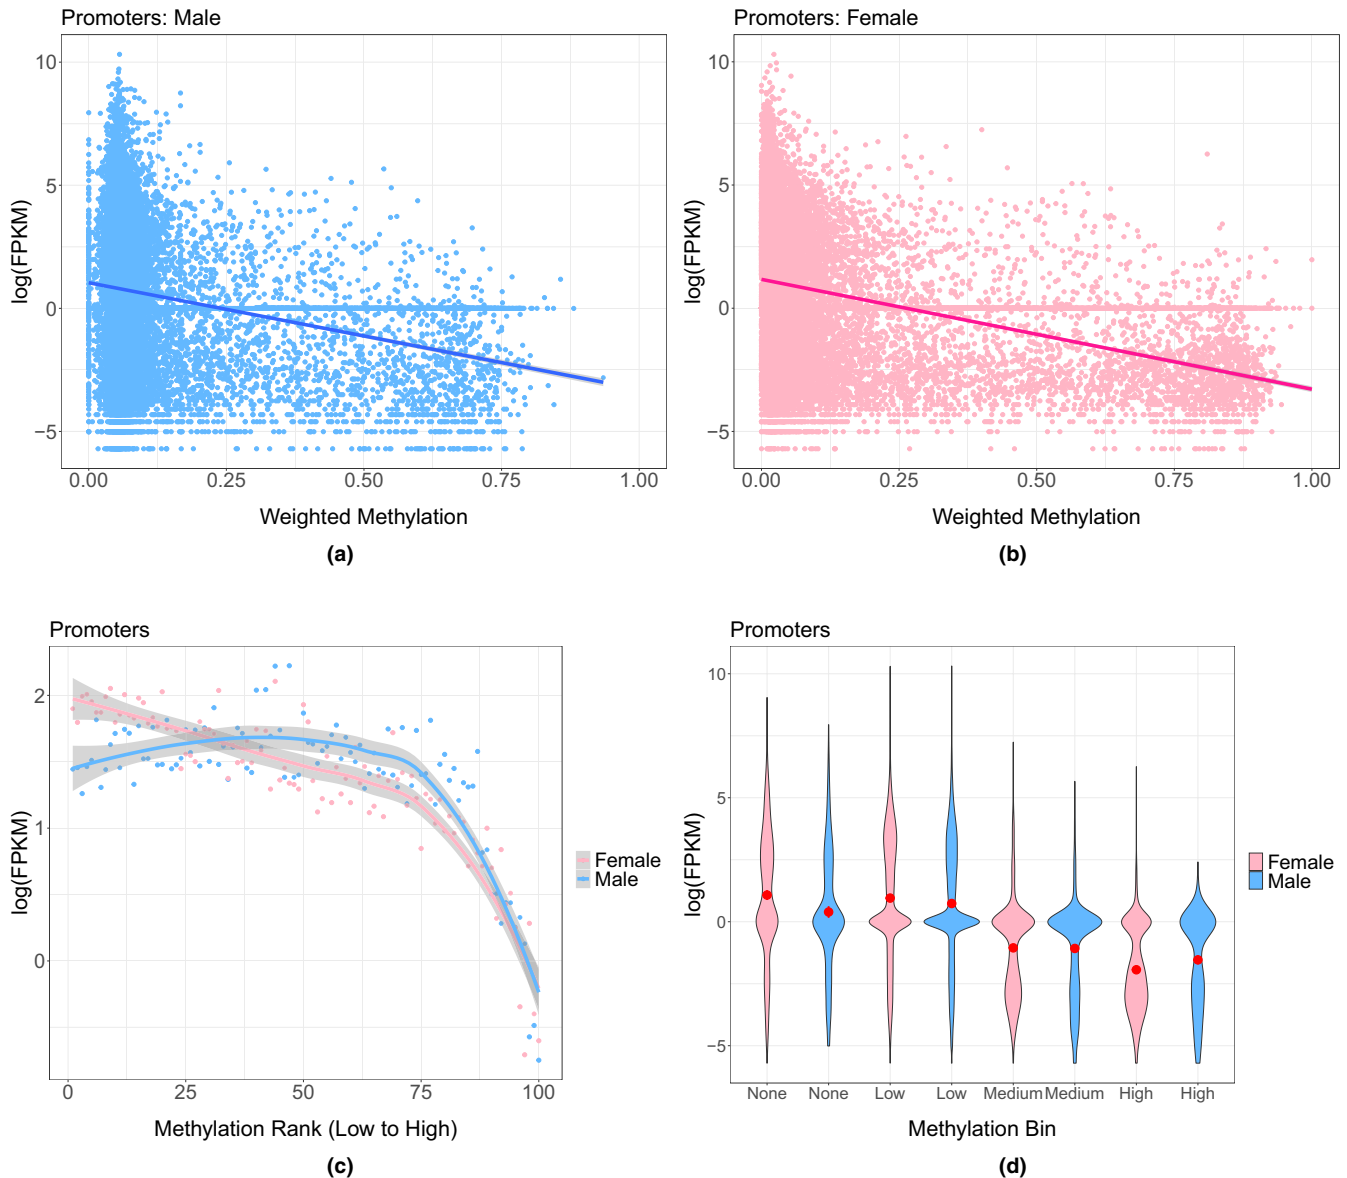 Promoters: Male
10
5
0
−5
log(FPKM)
0.00 0.25 0.50 0.75 1.00
Weighted Methylation
(a)
Promoters: Female
10
5
0
−5
log(FPKM)
0.00 0.25 0.50 0.75 1.00
Weighted Methylation
(b)
Promoters
2
1
0
log(FPKM)
0 25 50 75 100
Methylation Rank (Low to High)
Female
Male
(c)
Promoters
10
5
0
−5
log(FPKM)
None None Low Low Medium Medium High High
Methylation Bin
Female
Male
(d)